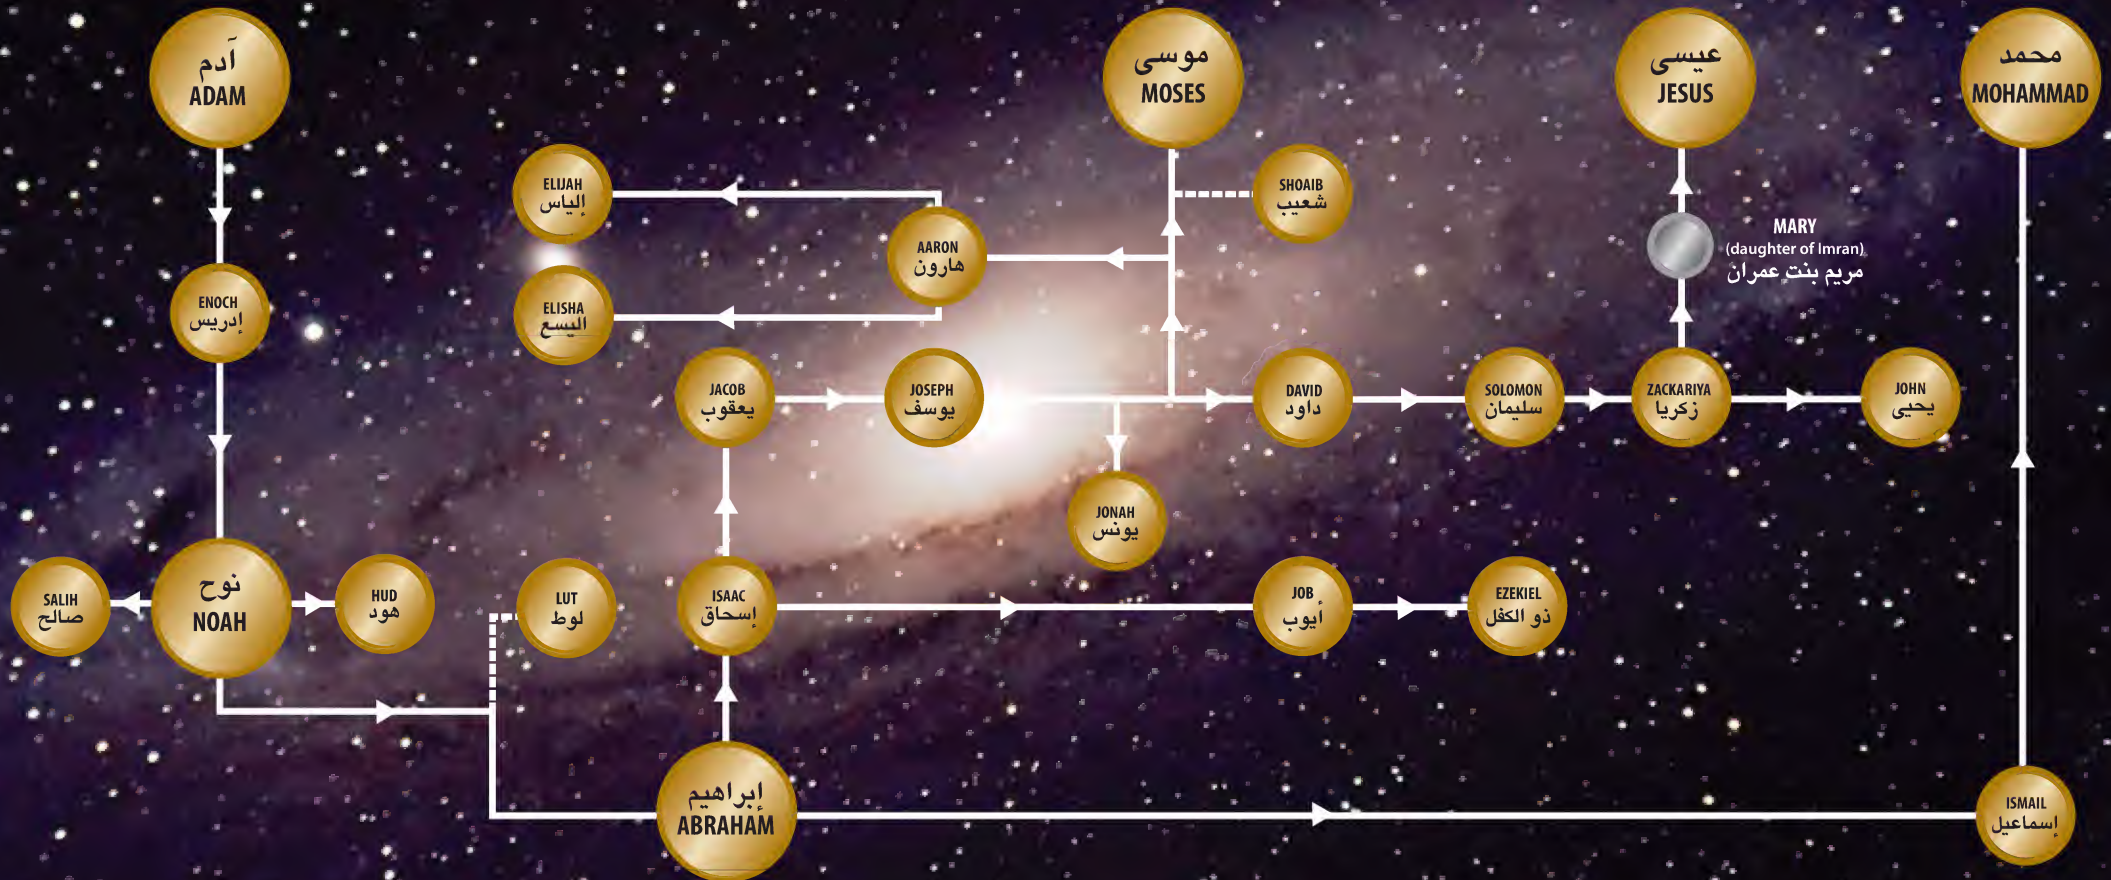 آدم
ADAM
موسى
MOSES
عيسى
JESUS
محمد
MOHAMMAD
ELIJAH
إلياس
SHOAIB
شعيب
AARON
هارون
MARY
(daughter of Imran)
مريم بنت عمران
ENOCH
إدريس
ELISHA
اليسع
JACOB
يعقوب
JOSEPH
يوسف
DAVID
داود
SOLOMON
سليمان
ZACKARIYA
زكريا
JOHN
يحيى
JONAH
يونس
SALIH
صالح
نوح
NOAH
HUD
هود
LUT
لوط
ISAAC
إسحاق
JOB
أيوب
EZEKIEL
ذو الكفل
إبراهيم
ABRAHAM
ISMAIL
إسماعيل